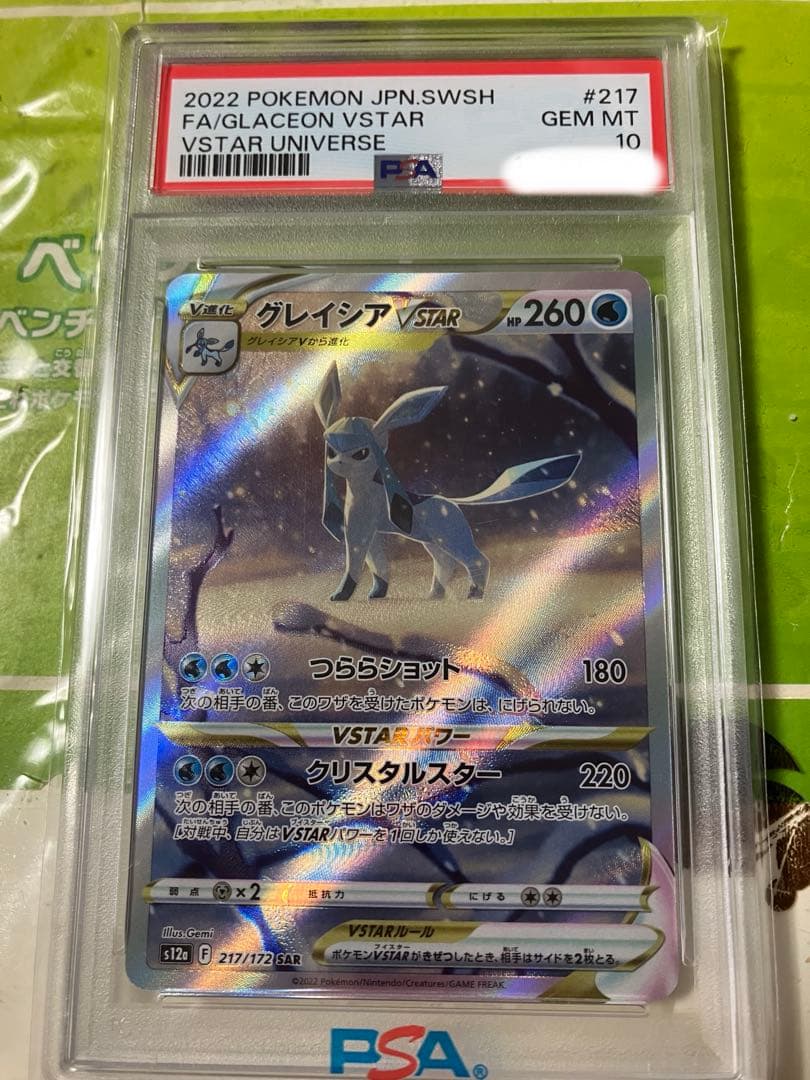 2022 POKEMON JPN.SWSH #217
FA/GLACEON VSTAR GEM MT
VSTAR UNIVERSE 10
PSA
V進化
グレイシアVSTAR HP260
グレイシアVから進化
つららショット 180
次の相手の番、このワザを受けたポケモンは、にげられない。
VSTARパワー
クリスタルスター 220
次の相手の番、このポケモンはワザのダメージや効果を受けない。
[対戦中、自分はVSTARパワーを1回しか使えない。]
弱点 ×2 抵抗力 にげる
Illus.Gemi
VSTARルール
ポケモンVSTARがきぜつしたとき、相手はサイドを2枚とる。
s12a F 217/172 SAR
©2022 Pokémon/Nintendo/Creatures/GAME FREAK.
PSA®